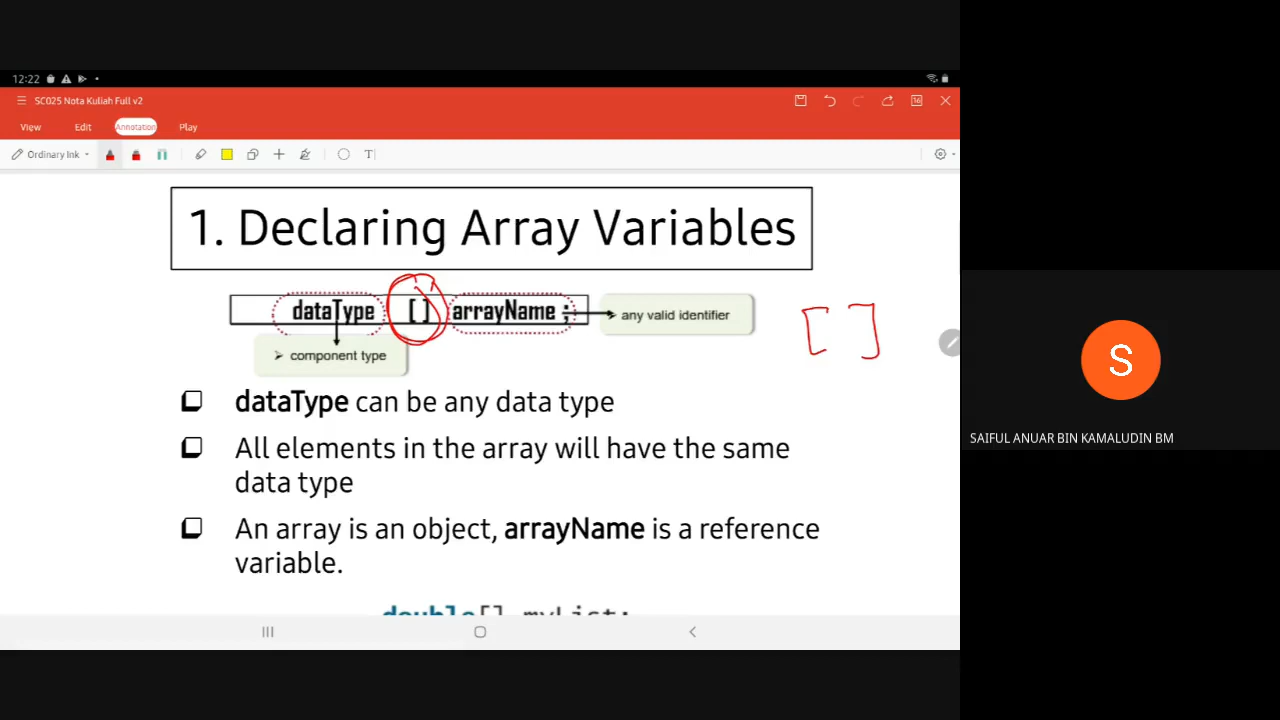 12:22
SC025 Nota Kuliah Full v2
View Edit Annotation Play
Ordinary Ink T
1. Declaring Array Variables
dataType [ ] arrayName ;
any valid identifier
[ ]
component type
dataType can be any data type
All elements in the array will have the same
data type
An array is an object, arrayName is a reference
variable.
double[] myList;
S
SAIFUL ANUAR BIN KAMALUDIN BM